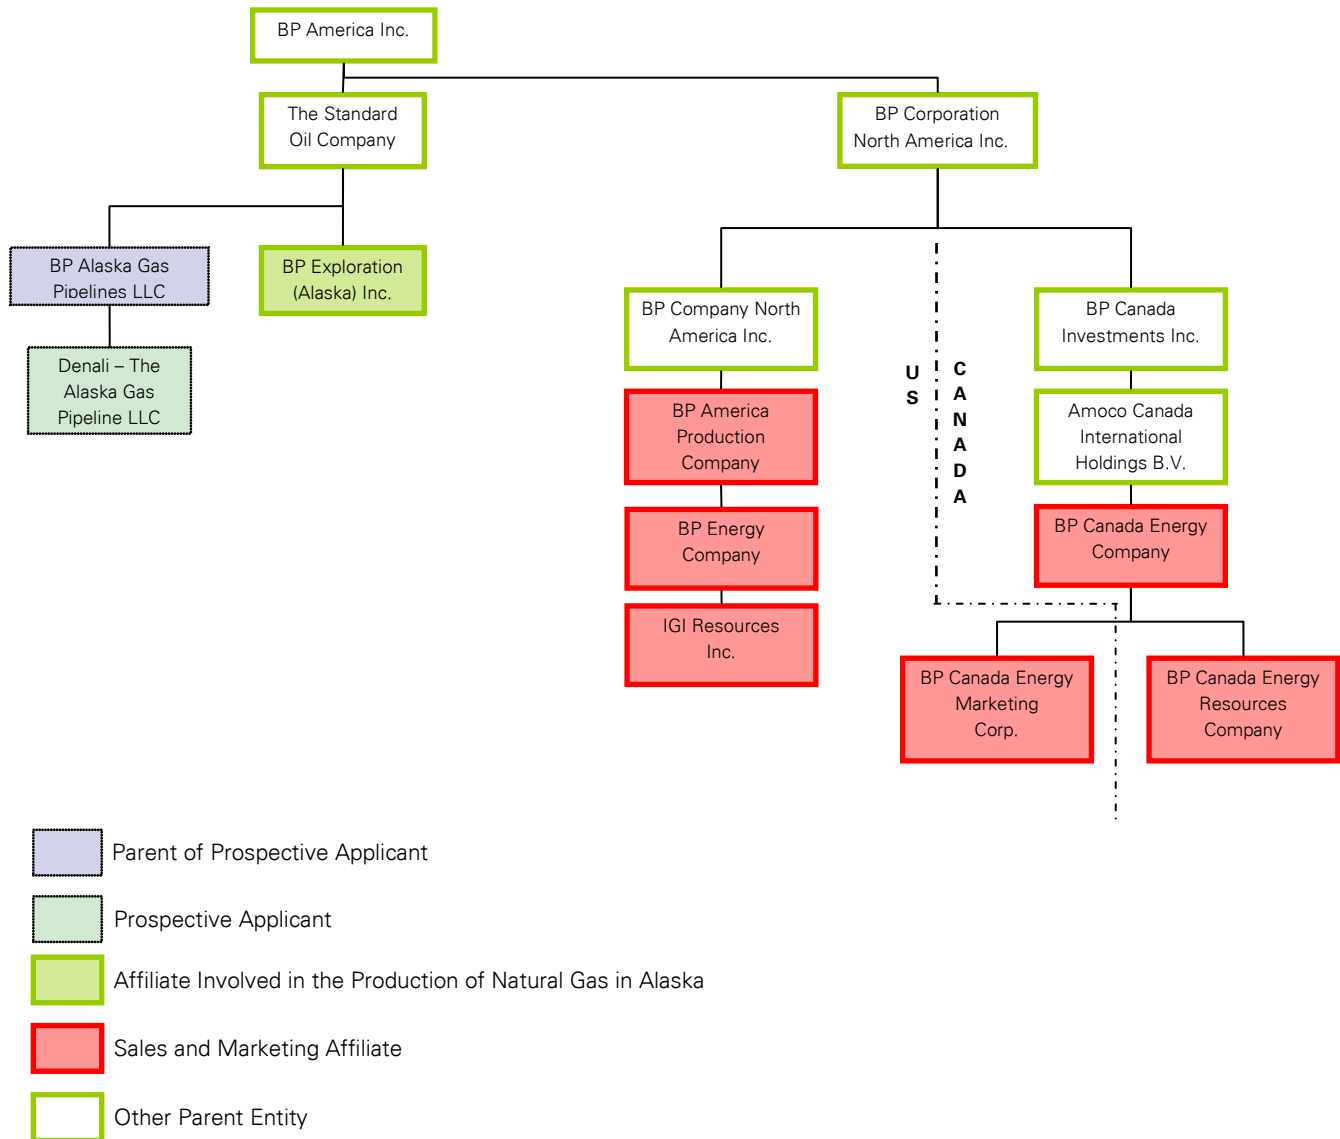 BP America Inc.
The Standard
Oil Company
BP Corporation
North America Inc.
BP Alaska Gas
Pipelines LLC
BP Exploration
(Alaska) Inc.
Denali – The
Alaska Gas
Pipeline LLC
BP Company North
America Inc.
BP Canada
Investments Inc.
U
S
C
A
N
A
D
A
BP America
Production
Company
Amoco Canada
International
Holdings B.V.
BP Energy
Company
BP Canada Energy
Company
IGI Resources
Inc.
BP Canada Energy
Marketing
Corp.
BP Canada Energy
Resources
Company
Parent of Prospective Applicant
Prospective Applicant
Affiliate Involved in the Production of Natural Gas in Alaska
Sales and Marketing Affiliate
Other Parent Entity